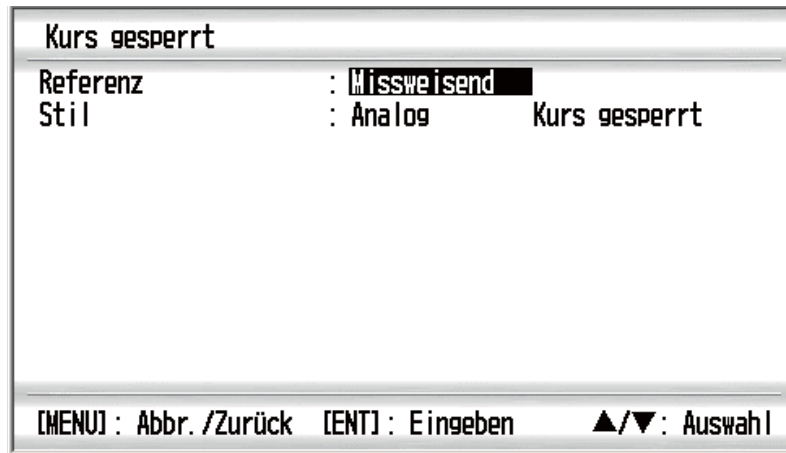 Kurs gesperrt
Referenz : Missweisend
Stil : Analog Kurs gesperrt
[MENU]: Abbr./Zurück [ENT]: Eingeben ▲/▼: Auswahl